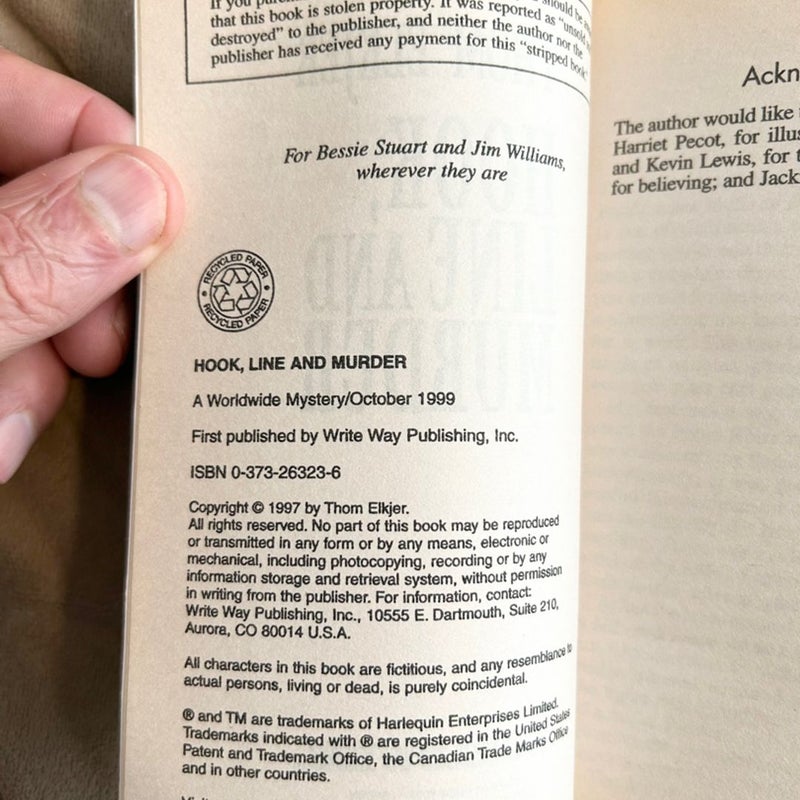 that this book is stolen property. It was reported as "unsold
destroyed" to the publisher, and neither the author nor the
publisher has received any payment for this "stripped book
For Bessie Stuart and Jim Williams,
wherever they are
RECYCLED PAPER
RECYCLED PAPER
HOOK, LINE AND MURDER
A Worldwide Mystery/October 1999
First published by Write Way Publishing, Inc.
ISBN 0-373-26323-6
Copyright © 1997 by Thom Elkjer.
All rights reserved. No part of this book may be reproduced
or transmitted in any form or by any means, electronic or
mechanical, including photocopying, recording or by any
information storage and retrieval system, without permission
in writing from the publisher. For information, contact:
Write Way Publishing, Inc., 10555 E. Dartmouth, Suite 210,
Aurora, CO 80014 U.S.A.
All characters in this book are fictitious, and any resemblance to
actual persons, living or dead, is purely coincidental.
® and TM are trademarks of Harlequin Enterprises Limited.
Trademarks indicated with ® are registered in the United States
Patent and Trademark Office, the Canadian Trade Marks Office
and in other countries.
Ackn
The author would like
Harriet Pecot, for illus
and Kevin Lewis, for
for believing; and Jack